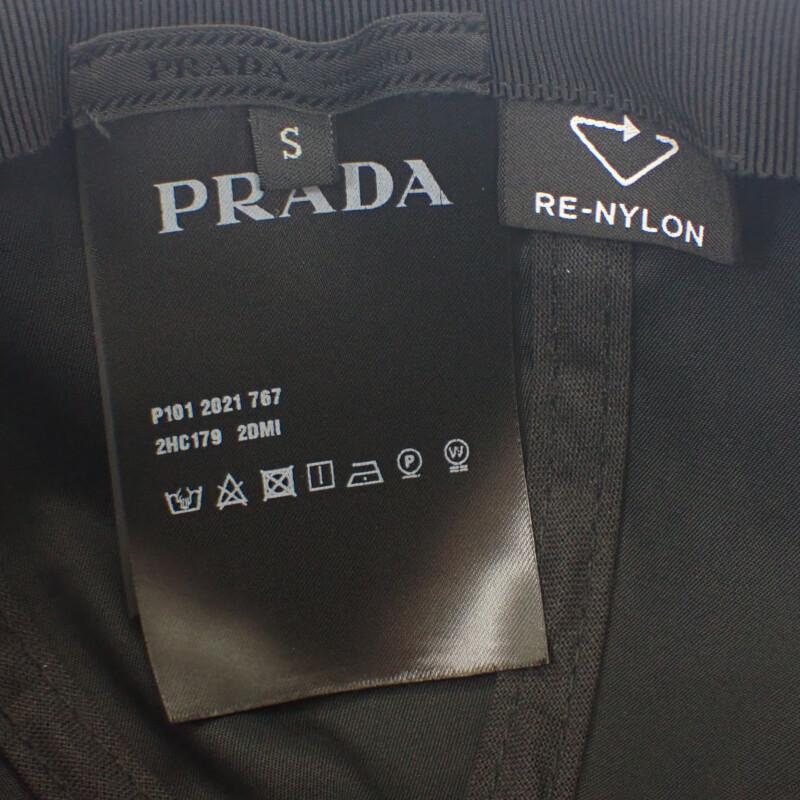 PRADA
S
PRADA
RE-NYLON
P101 2021 767
2HC179 2DMI
P
W